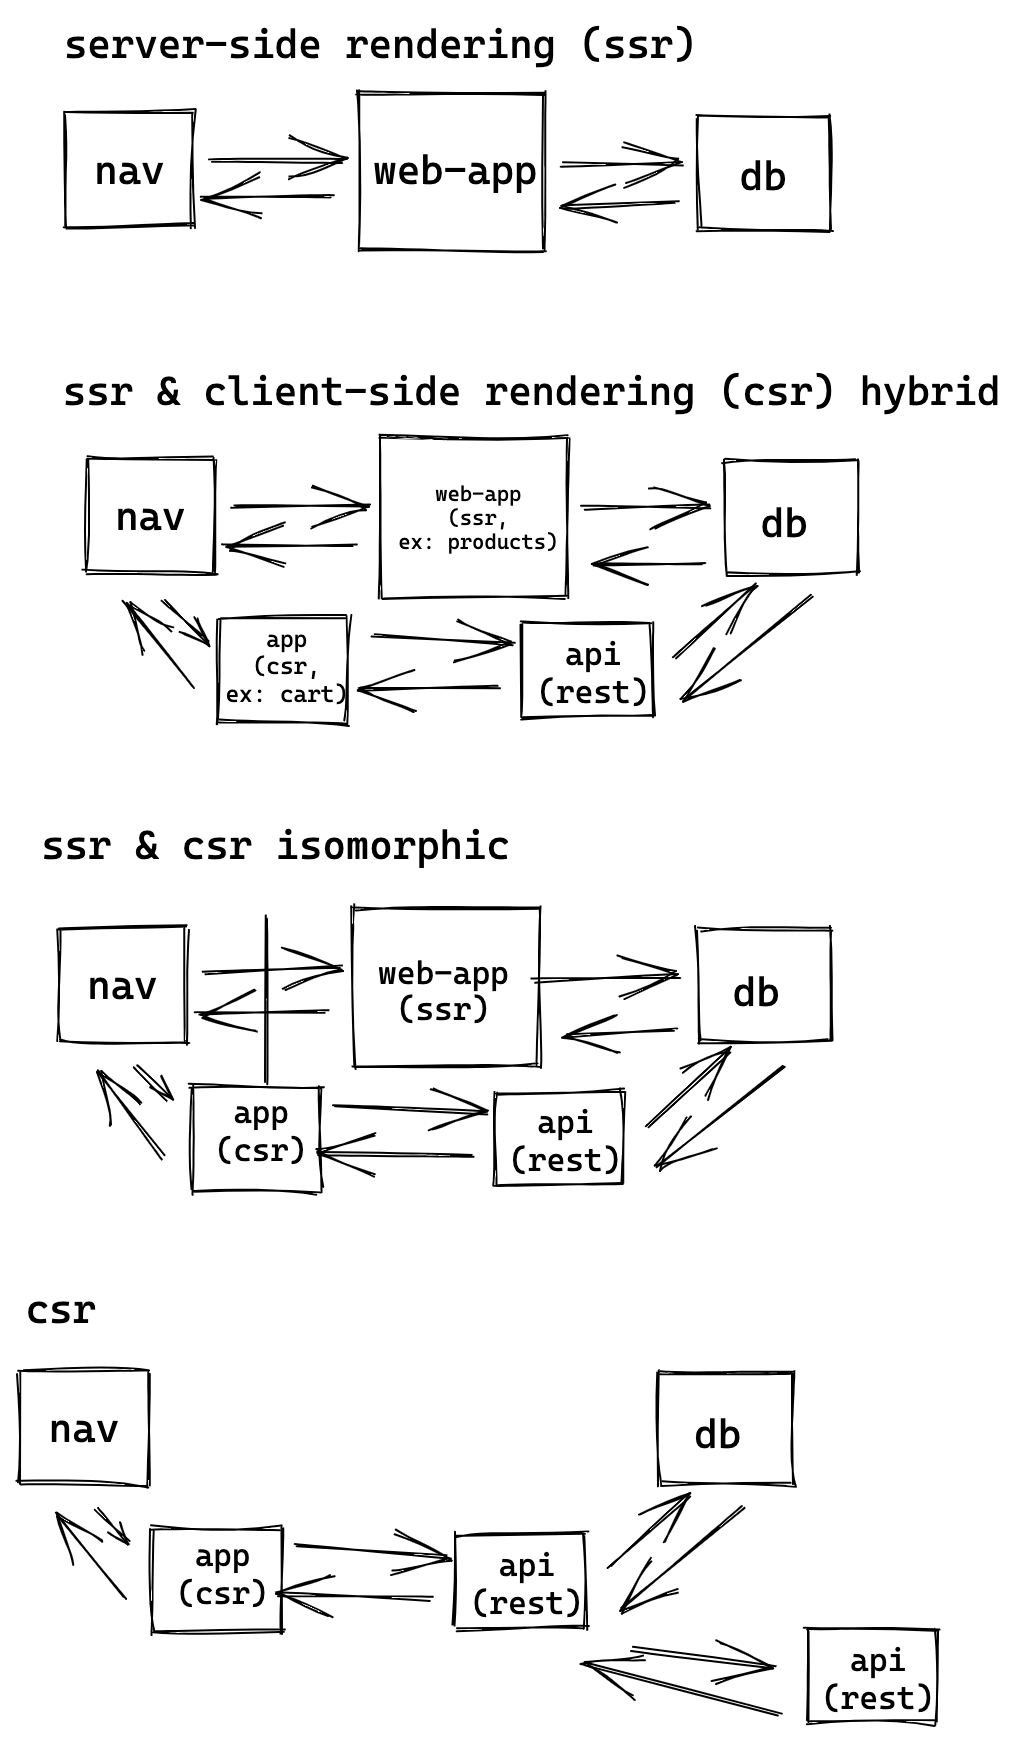 server-side rendering (ssr)
nav
web-app
db
ssr & client-side rendering (csr) hybrid
nav
web-app
(ssr,
ex: products)
db
app
(csr,
ex: cart)
api
(rest)
ssr & csr isomorphic
nav
web-app
(ssr)
db
app
(csr)
api
(rest)
csr
nav
db
app
(csr)
api
(rest)
api
(rest)